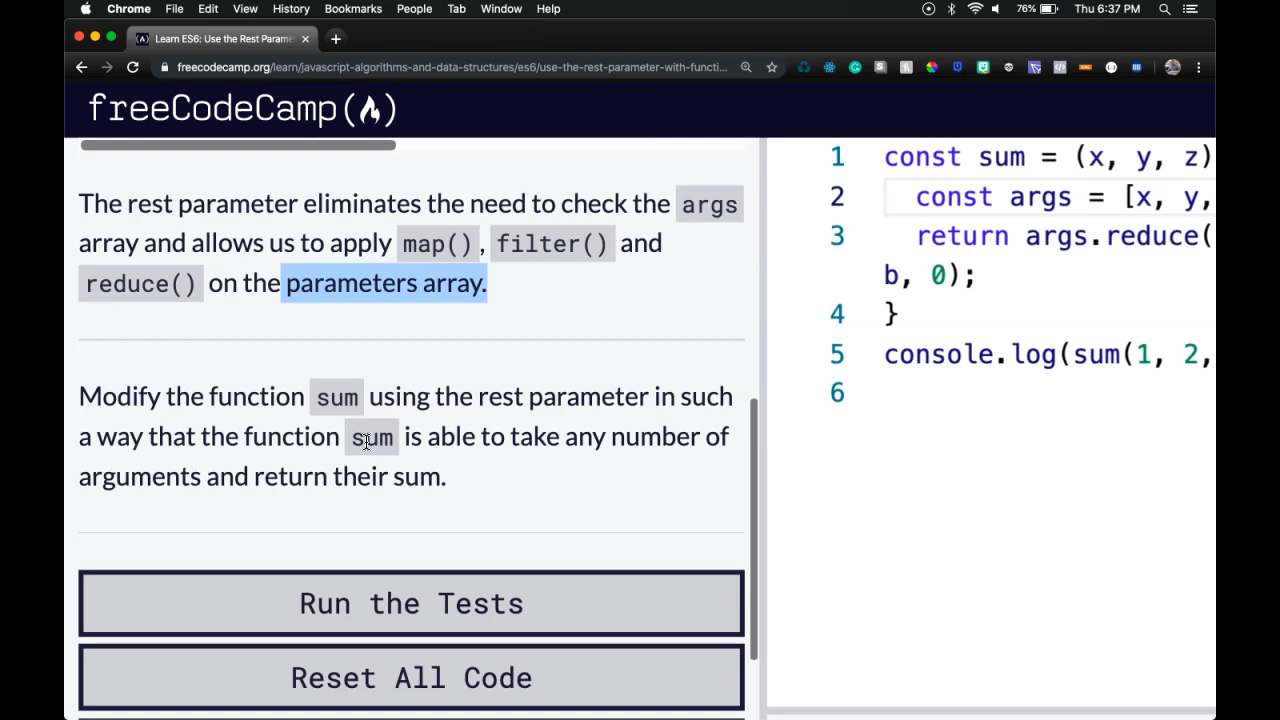 Chrome File Edit View History Bookmarks People Tab Window Help 76% Thu 6:37 PM
Learn ES6: Use the Rest Parame
freecodecamp.org/learn/javascript-algorithms-and-data-structures/es6/use-the-rest-parameter-with-functi...
freeCodeCamp(🔥)
The rest parameter eliminates the need to check the args
array and allows us to apply map(), filter() and
reduce() on the parameters array.
Modify the function sum using the rest parameter in such
a way that the function sum is able to take any number of
arguments and return their sum.
Run the Tests
Reset All Code
1 const sum = (x, y, z)
2 const args = [x, y,
3 return args.reduce(
b, 0);
4 }
5 console.log(sum(1, 2,
6